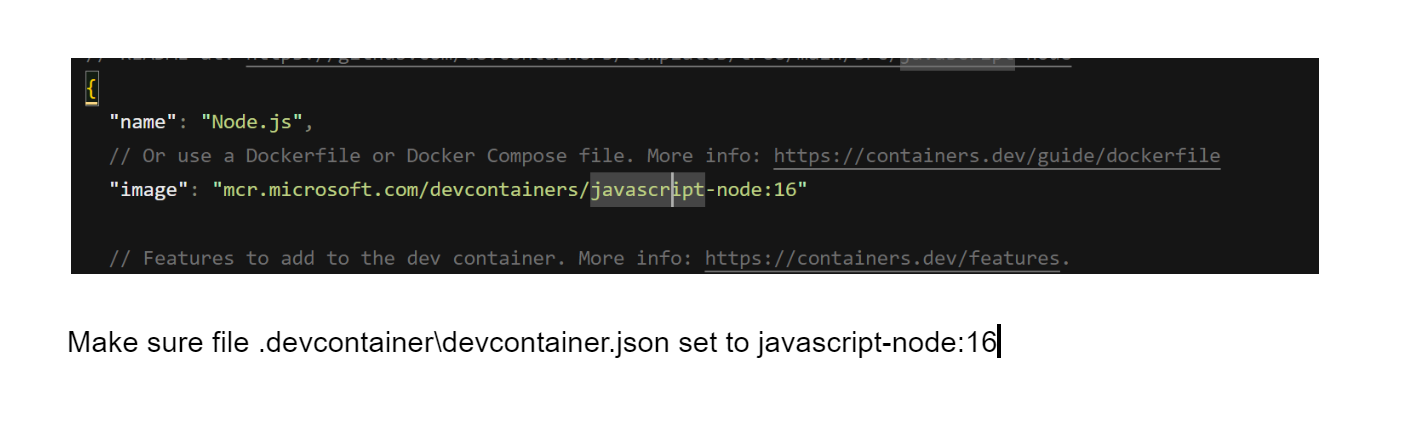 {
"name": "Node.js",
// Or use a Dockerfile or Docker Compose file. More info: https://containers.dev/guide/dockerfile
"image": "mcr.microsoft.com/devcontainers/javascript-node:16"
// Features to add to the dev container. More info: https://containers.dev/features.
Make sure file .devcontainer\devcontainer.json set to javascript-node:16